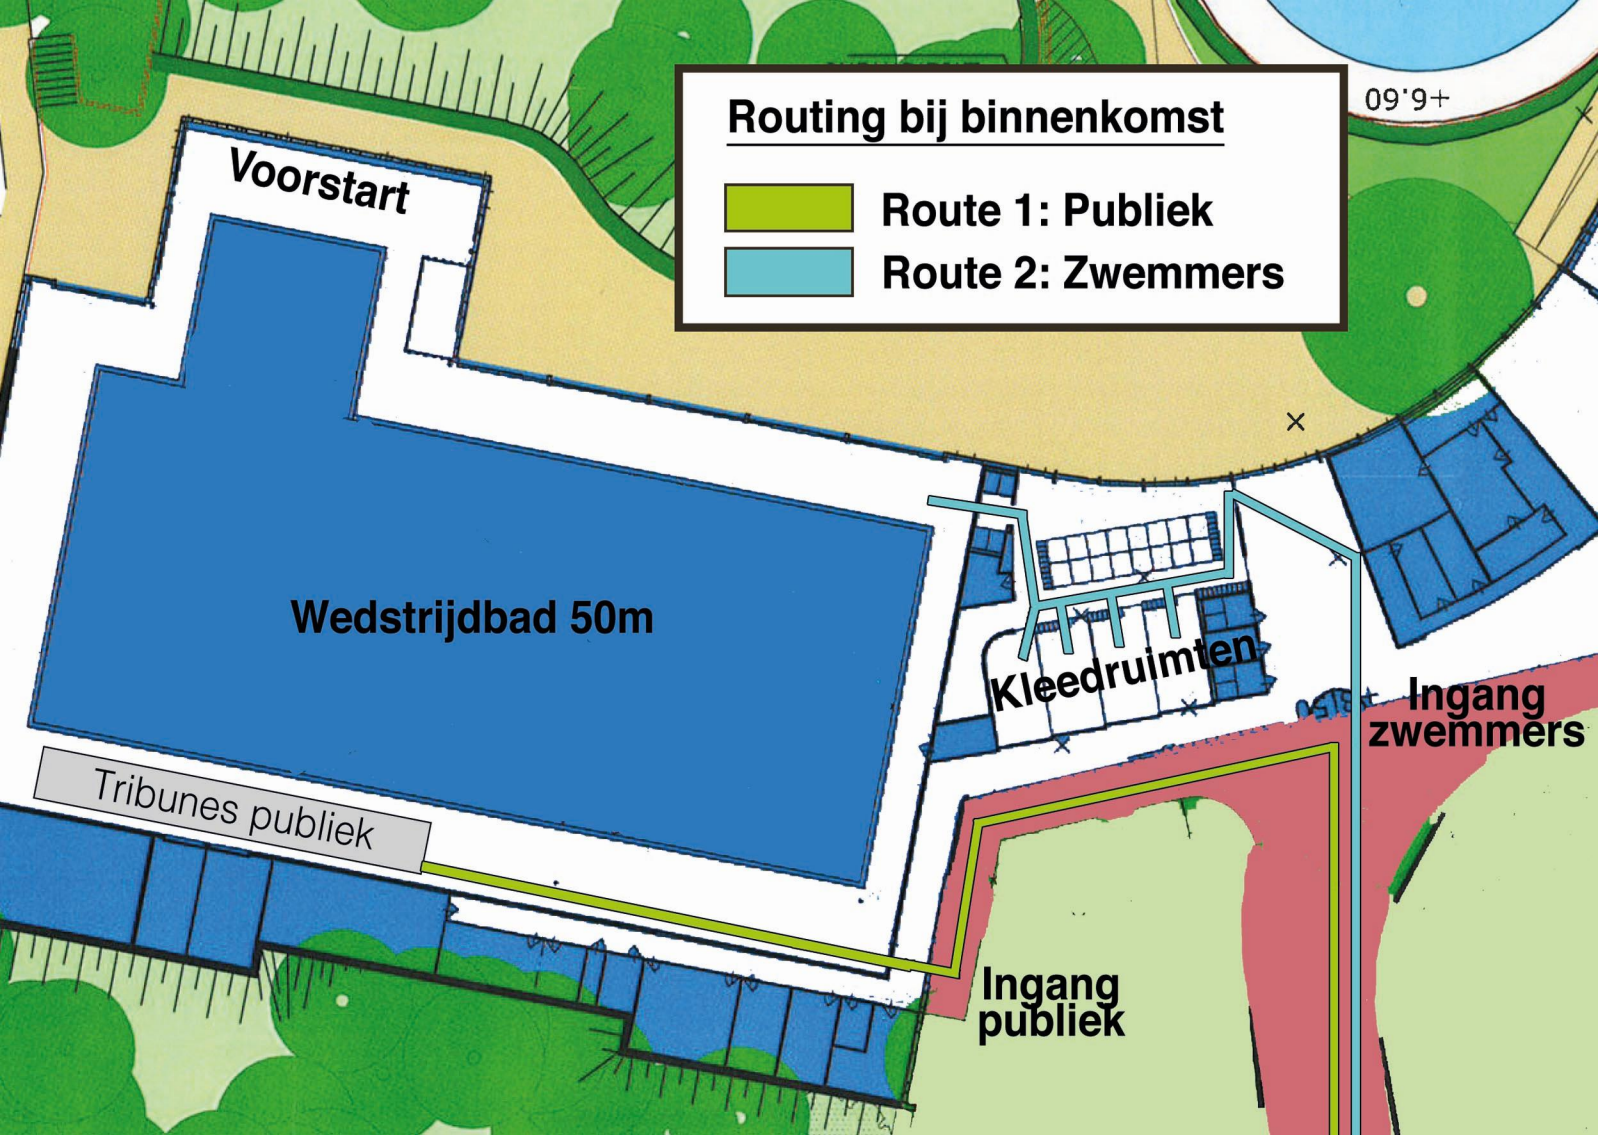 Routing bij binnenkomst
Route 1: Publiek
Route 2: Zwemmers
+6.60
Voorstart
Wedstrijdbad 50m
Kleedruimten
Ingang
zwemmers
Tribunes publiek
Ingang
publiek